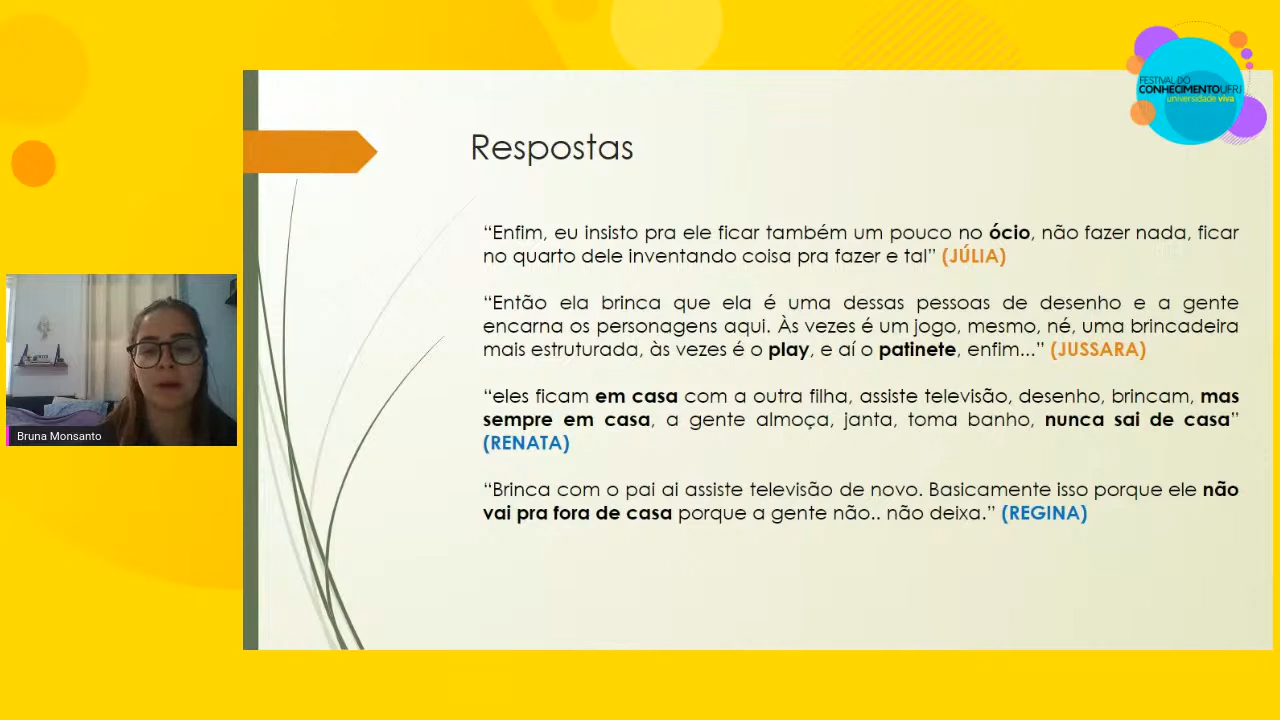 FESTIVAL DO
CONHECIMENTOUFRJ
universidade viva
Respostas
“Enfim, eu insisto pra ele ficar também um pouco no ócio, não fazer nada, ficar
no quarto dele inventando coisa pra fazer e tal” (JÚLIA)
“Então ela brinca que ela é uma dessas pessoas de desenho e a gente
encarna os personagens aqui. Às vezes é um jogo, mesmo, né, uma brincadeira
mais estruturada, às vezes é o play, e aí o patinete, enfim...” (JUSSARA)
“eles ficam em casa com a outra filha, assiste televisão, desenho, brincam, mas
sempre em casa, a gente almoça, janta, toma banho, nunca sai de casa”
(RENATA)
“Brinca com o pai ai assiste televisão de novo. Basicamente isso porque ele não
vai pra fora de casa porque a gente não.. não deixa.” (REGINA)
Bruna Monsanto